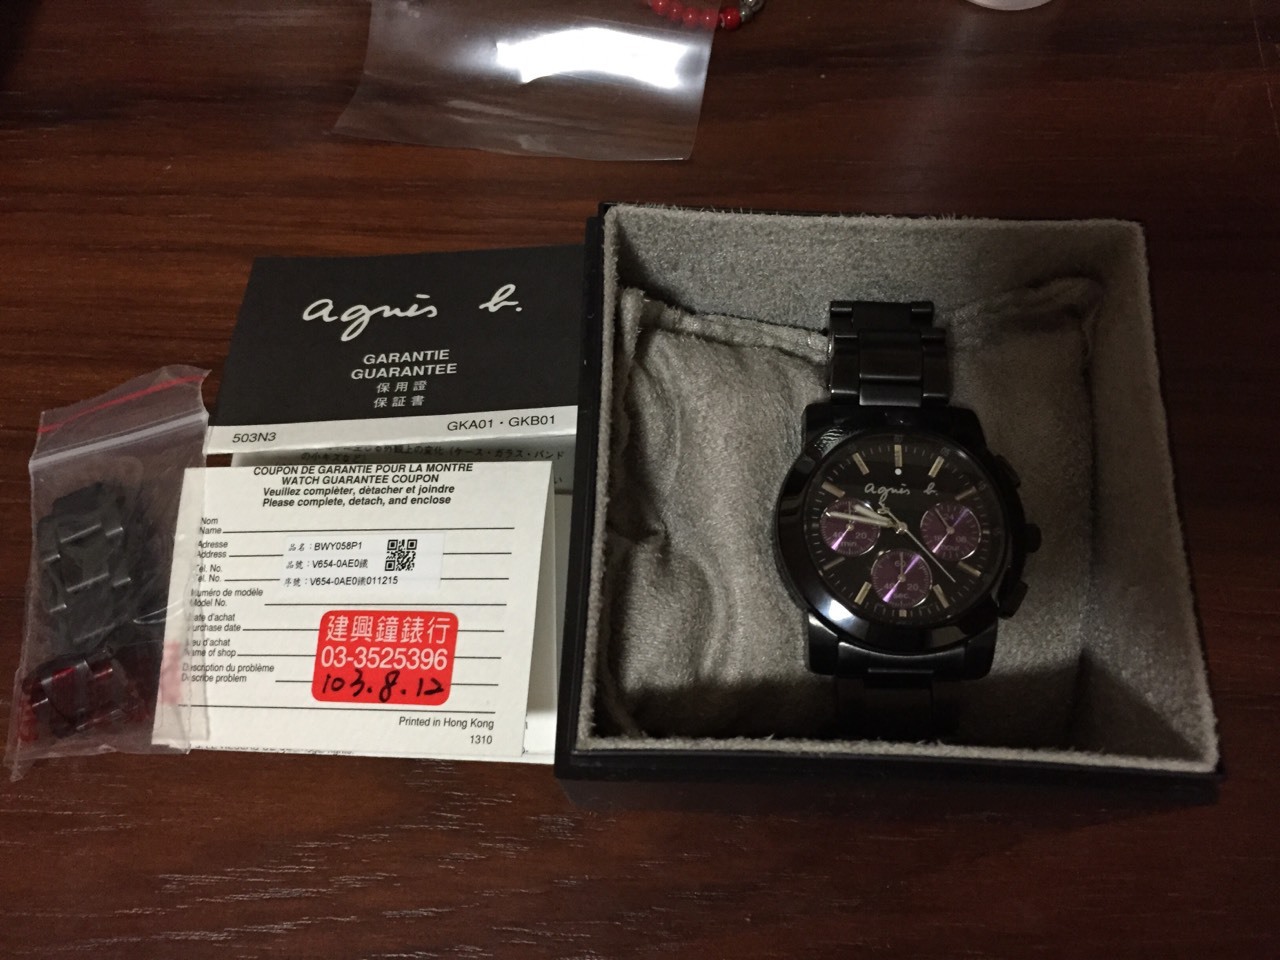 agnès b.
GARANTIE
GUARANTEE
保用證
保証書
503N3
GKA01・GKB01
COUPON DE GARANTIE POUR LA MONTRE
WATCH GUARANTEE COUPON
Veuillez compléter, détacher et joindre
Please complete, detach, and enclose
Nom
Name
Adresse
Address
Tel. No.
Tel. No.
Numéro de modèle
Model No.
Date d'achat
Purchase date
Lieu d'achat
Name of shop
Description du problème
Describe problem
品名：BWY058P1
品號：V654-0AE0鐵
序號：V654-0AE0鐵011215
建興鐘錶行
03-3525396
103.8.12
Printed in Hong Kong
1310
agnès b.
40 20
60
40 20